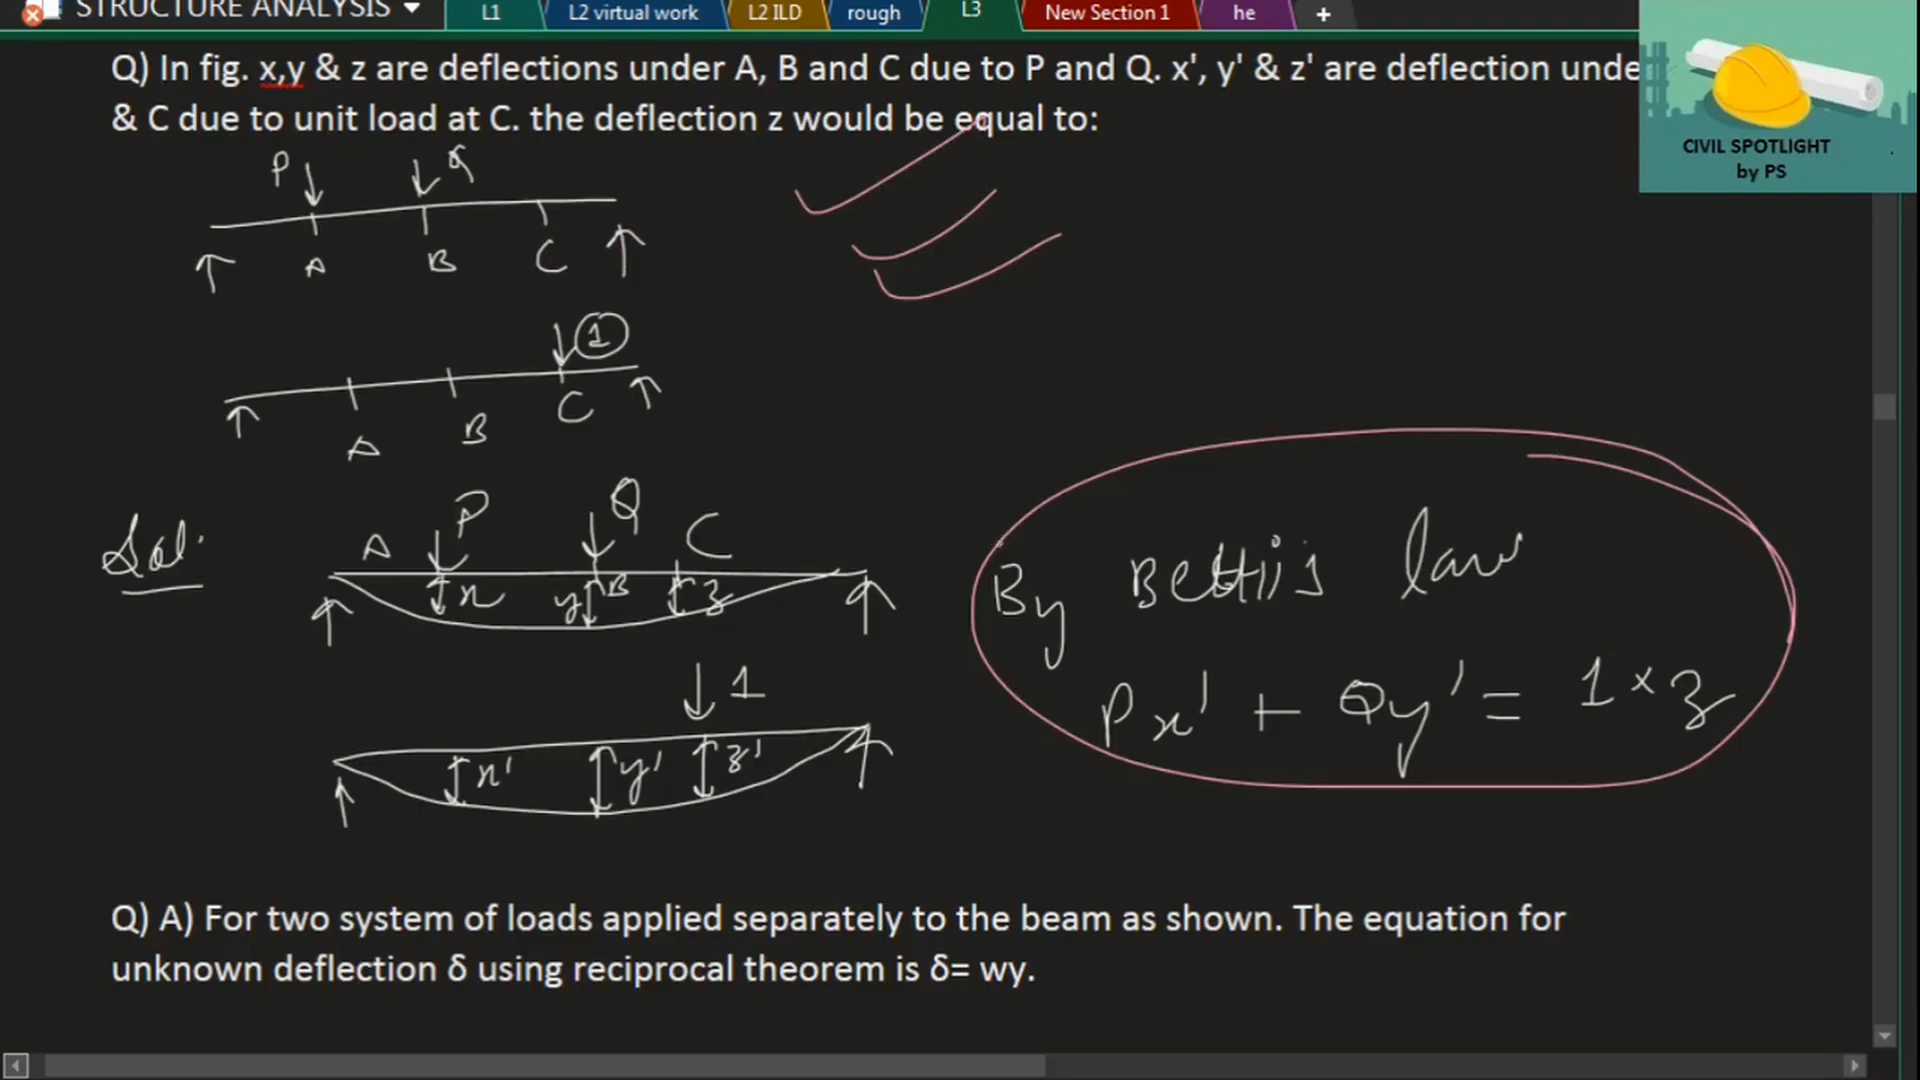 STRUCTURE ANALYSIS
L1 L2 virtual work L2 ILD rough L3 New Section 1 he +
Q) In fig. x,y & z are deflections under A, B and C due to P and Q. x', y' & z' are deflection unde
& C due to unit load at C. the deflection z would be equal to:
CIVIL SPOTLIGHT
by PS
P Q
A B C
1
A B C
Sol.
A P Q C
x y B z
1
x' y' z'
By Betti's law
Px' + Qy' = 1 × z
Q) A) For two system of loads applied separately to the beam as shown. The equation for
unknown deflection δ using reciprocal theorem is δ= wy.